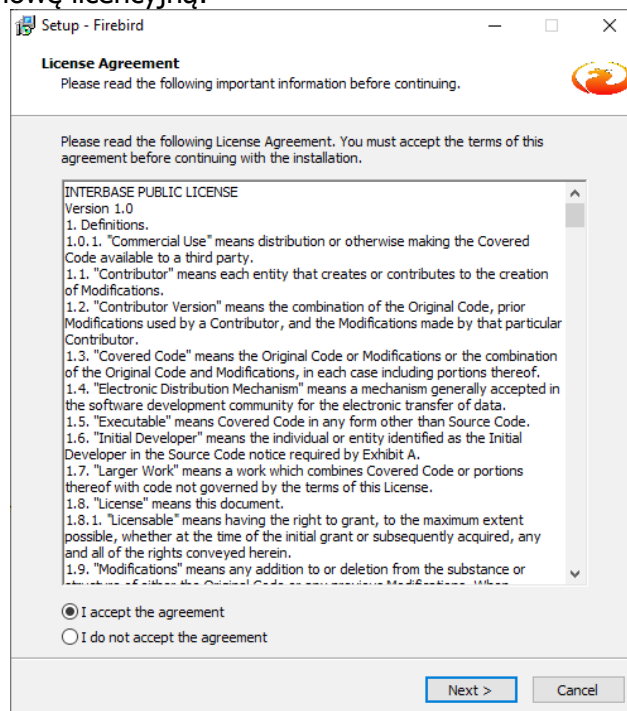 licencyjną.
Setup - Firebird
License Agreement
Please read the following important information before continuing.
Please read the following License Agreement. You must accept the terms of this
agreement before continuing with the installation.
INTERBASE PUBLIC LICENSE
Version 1.0
1. Definitions.
1.0.1. "Commercial Use" means distribution or otherwise making the Covered
Code available to a third party.
1.1. "Contributor" means each entity that creates or contributes to the creation
of Modifications.
1.2. "Contributor Version" means the combination of the Original Code, prior
Modifications used by a Contributor, and the Modifications made by that particular
Contributor.
1.3. "Covered Code" means the Original Code or Modifications or the combination
of the Original Code and Modifications, in each case including portions thereof.
1.4. "Electronic Distribution Mechanism" means a mechanism generally accepted in
the software development community for the electronic transfer of data.
1.5. "Executable" means Covered Code in any form other than Source Code.
1.6. "Initial Developer" means the individual or entity identified as the Initial
Developer in the Source Code notice required by Exhibit A.
1.7. "Larger Work" means a work which combines Covered Code or portions
thereof with code not governed by the terms of this License.
1.8. "License" means this document.
1.8.1. "Licensable" means having the right to grant, to the maximum extent
possible, whether at the time of the initial grant or subsequently acquired, any
and all of the rights conveyed herein.
1.9. "Modifications" means any addition to or deletion from the substance or
structure of either the Original Code or any previous Modifications. When
I accept the agreement
I do not accept the agreement
Next >
Cancel